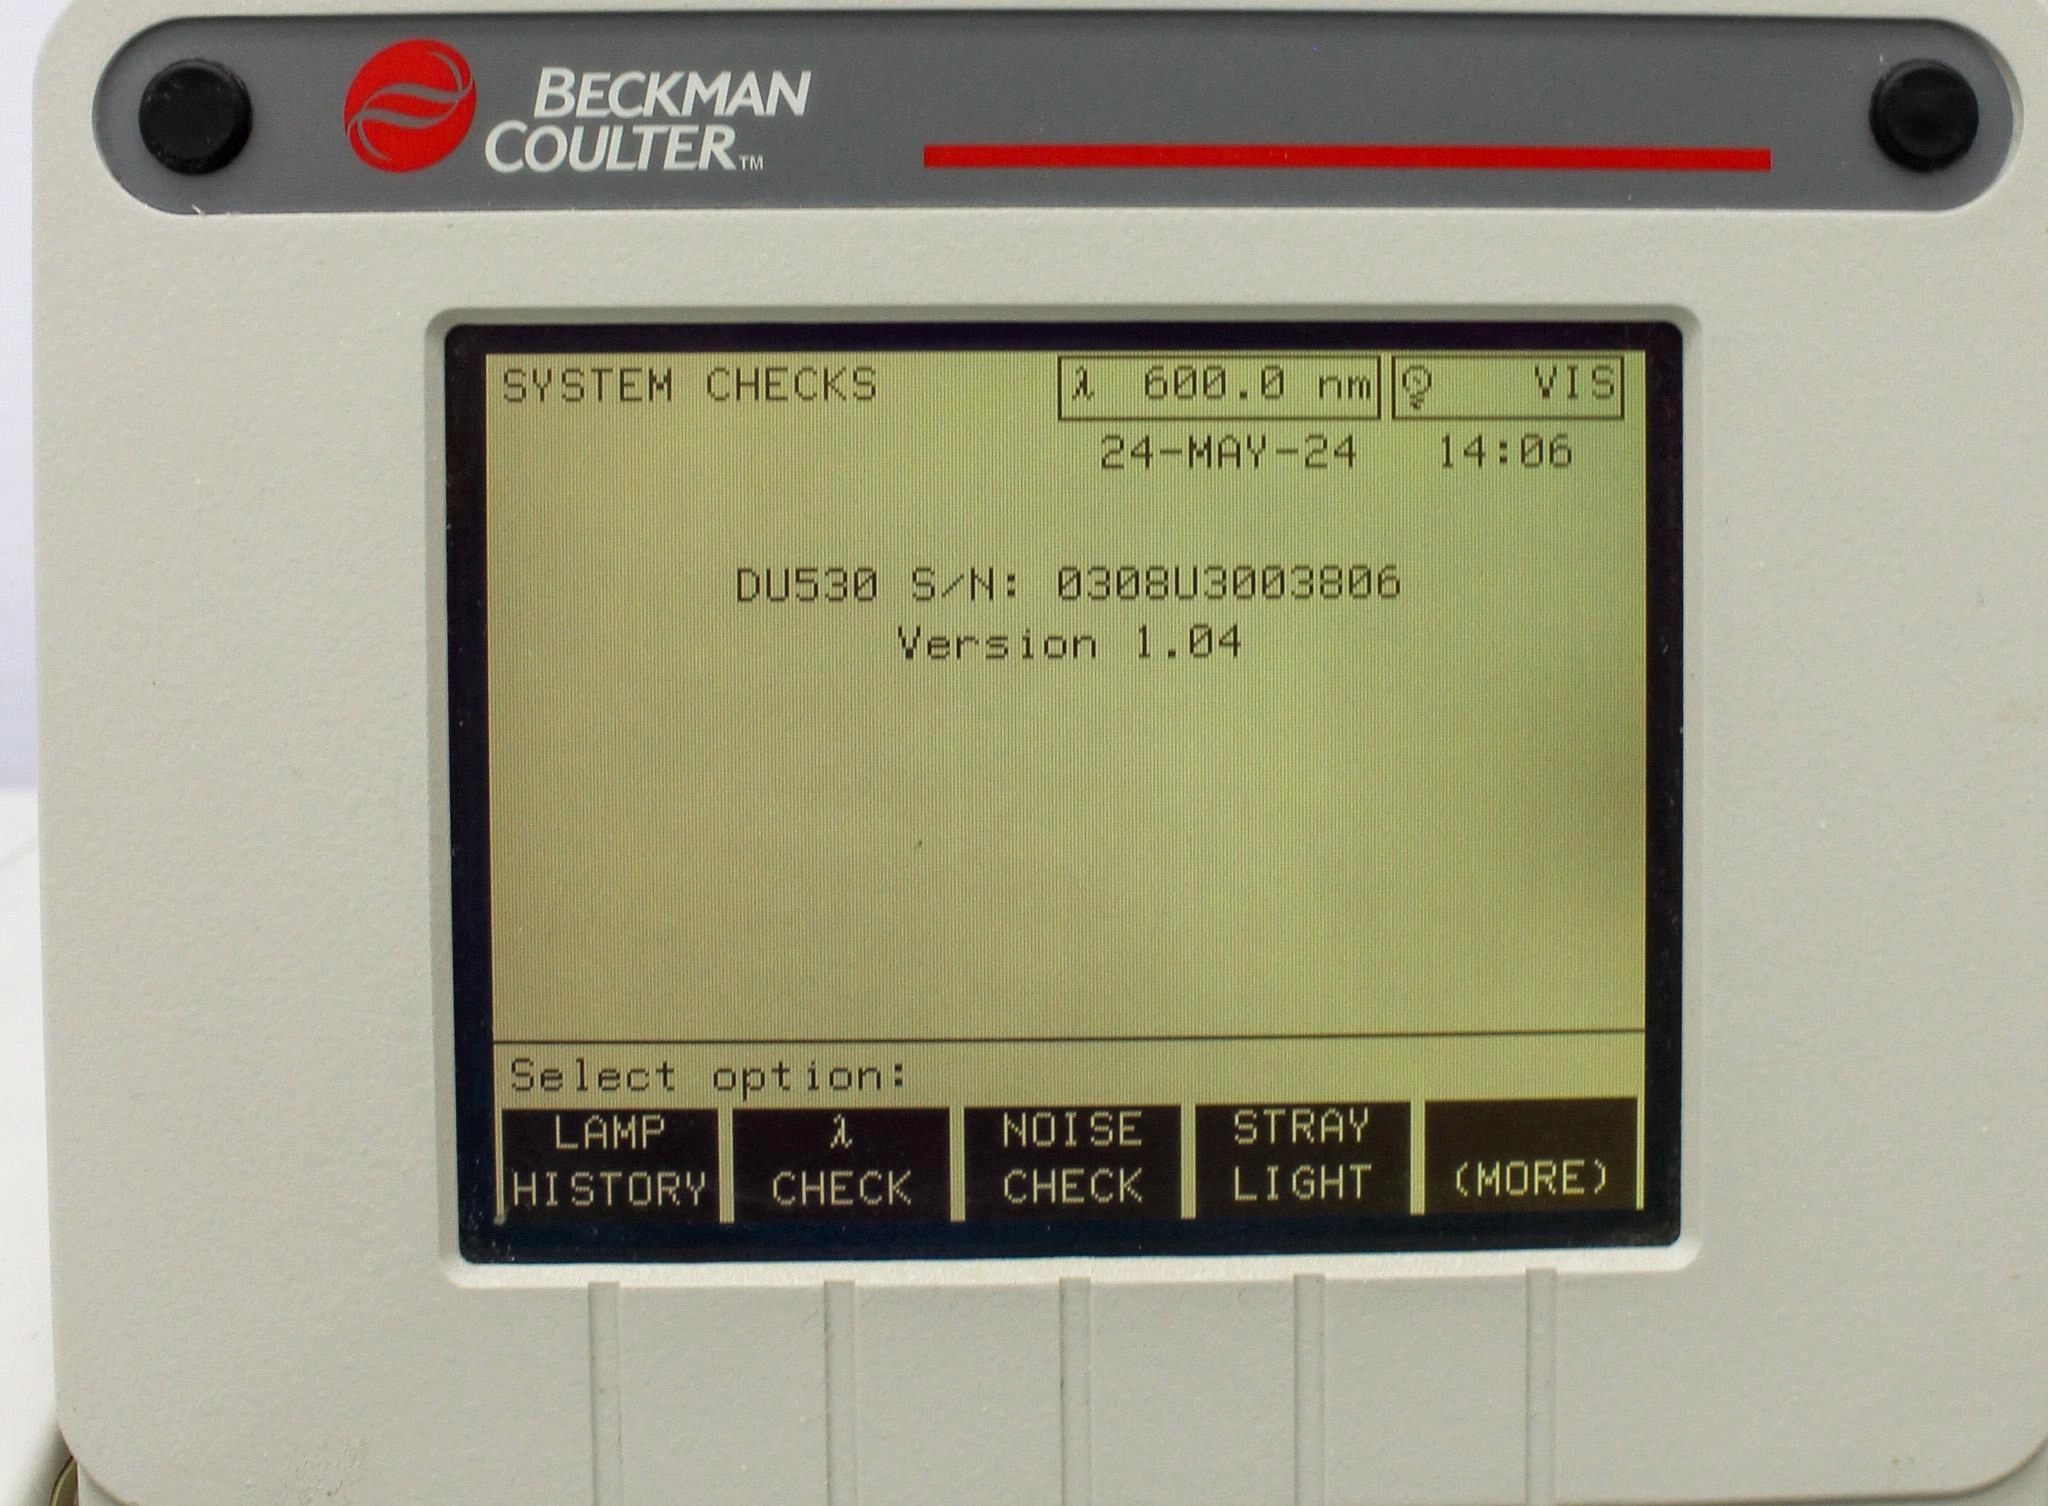 BECKMAN
COULTER™
SYSTEM CHECKS λ 600.0 nm VIS
24-MAY-24 14:06
DU530 S/N: 0308U3003806
Version 1.04
Select option:
LAMP HISTORY
λ CHECK
NOISE CHECK
STRAY LIGHT
(MORE)